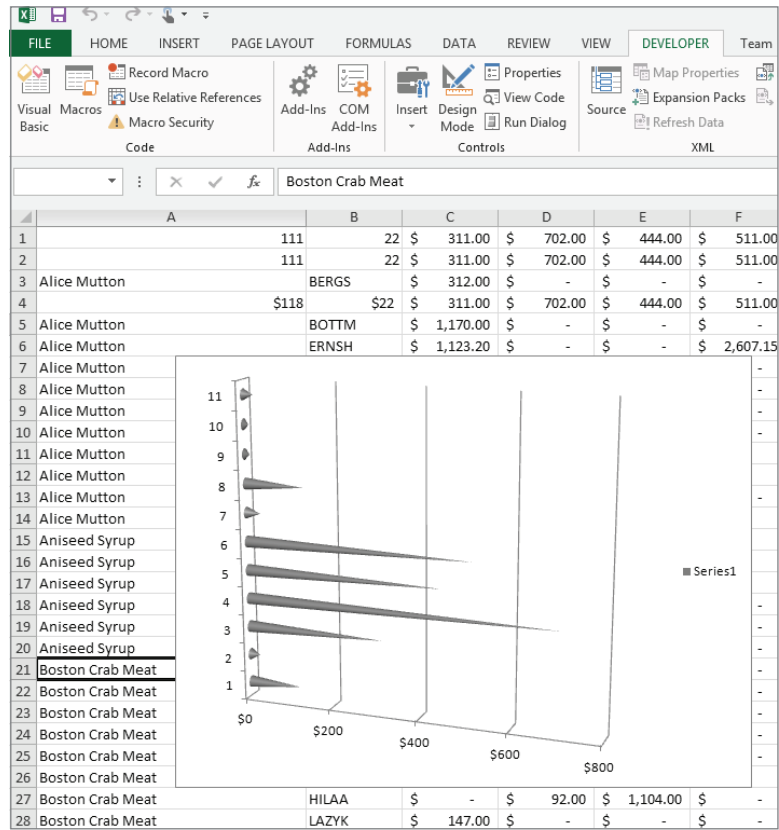 FILE HOME INSERT PAGE LAYOUT FORMULAS DATA REVIEW VIEW DEVELOPER Team
Visual Basic
Macros
Record Macro
Use Relative References
Macro Security
Code
Add-Ins
COM Add-Ins
Add-Ins
Insert
Design Mode
Properties
View Code
Run Dialog
Controls
Source
Map Properties
Expansion Packs
Refresh Data
XML
fx Boston Crab Meat
A B C D E F
1 111 22 $ 311.00 $ 702.00 $ 444.00 $ 511.00
2 111 22 $ 311.00 $ 702.00 $ 444.00 $ 511.00
3 Alice Mutton BERGS $ 312.00 $ - $ - $ -
4 $118 $22 $ 311.00 $ 702.00 $ 444.00 $ 511.00
5 Alice Mutton BOTTM $ 1,170.00 $ - $ - $ -
6 Alice Mutton ERNSH $ 1,123.20 $ - $ - $ 2,607.15
7 Alice Mutton -
8 Alice Mutton -
9 Alice Mutton -
10 Alice Mutton -
11 Alice Mutton
12 Alice Mutton
13 Alice Mutton -
14 Alice Mutton
15 Aniseed Syrup
16 Aniseed Syrup
17 Aniseed Syrup
18 Aniseed Syrup -
19 Aniseed Syrup -
20 Aniseed Syrup -
21 Boston Crab Meat -
22 Boston Crab Meat -
23 Boston Crab Meat -
24 Boston Crab Meat -
25 Boston Crab Meat -
26 Boston Crab Meat -
27 Boston Crab Meat HILAA $ - $ 92.00 $ 1,104.00 $ -
28 Boston Crab Meat LAZYK $ 147.00 $ - $ - $ -
11
10
9
8
7
6
5
4
3
2
1
$0 $200 $400 $600 $800
Series1